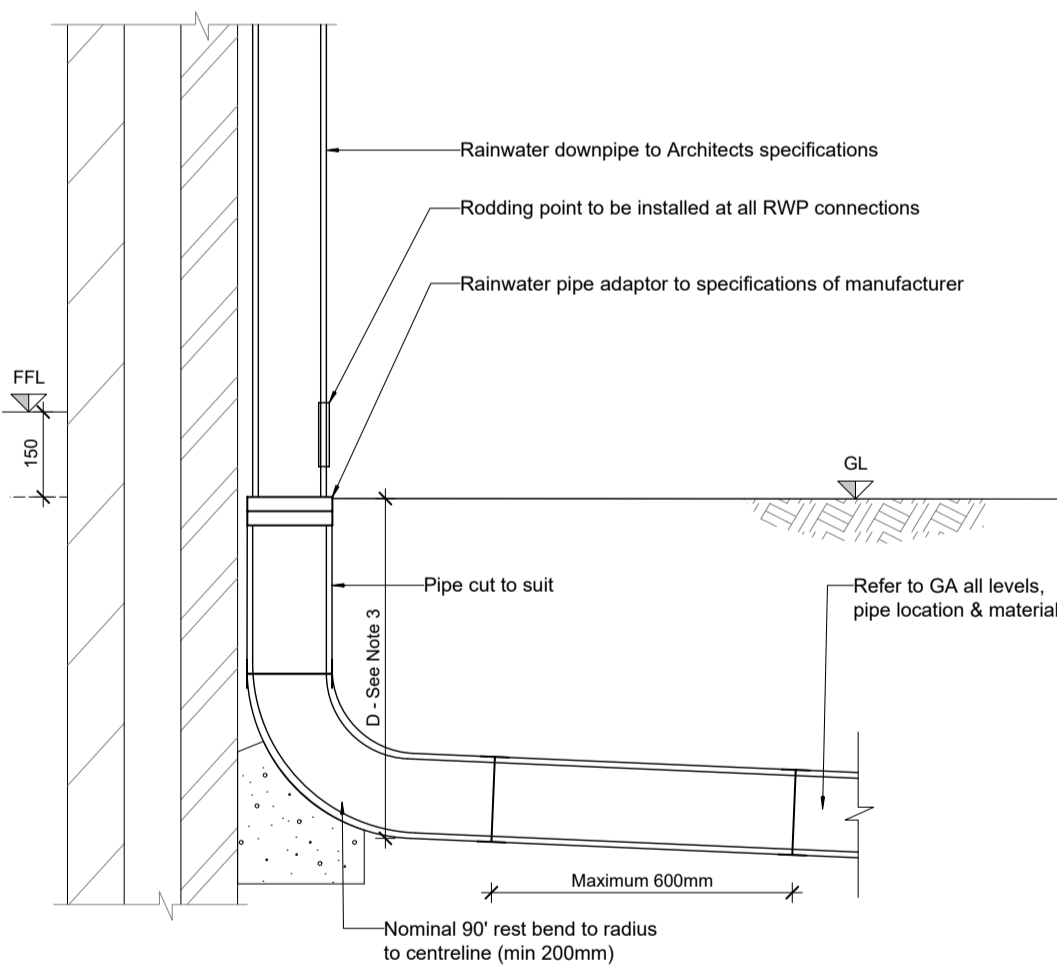 Rainwater downpipe to Architects specifications
Rodding point to be installed at all RWP connections
Rainwater pipe adaptor to specifications of manufacturer
FFL
150
GL
Pipe cut to suit
D - See Note 3
Refer to GA all levels,
pipe location & material
Maximum 600mm
Nominal 90' rest bend to radius
to centreline (min 200mm)